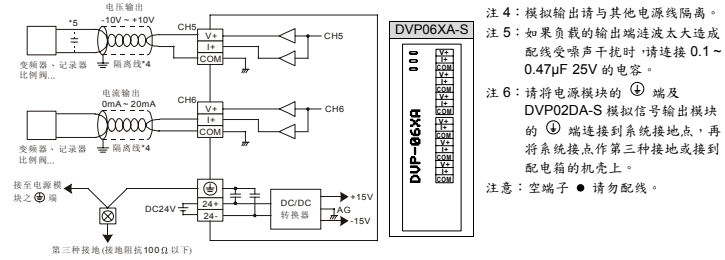 电压输出
-10V ~ +10V
*5
CH5
V+
I+
COM
CH5
变频器、记录器
比例阀...
隔离线*4
电流输出
0mA ~ 20mA
CH6
V+
I+
COM
CH6
变频器、记录器
比例阀...
隔离线*4
接至电源模
块之 端
DC24V
24+
24-
DC/DC
转换器
+15V
AG
-15V
第三种接地(接地阻抗100Ω以下)
DVP06XA-S
DVP-06XA
V+
I+
COM
V+
I+
COM
V+
I+
COM
V+
I+
COM
V+
I+
COM
V+
I+
COM
注 4：模拟输出请与其他电源线隔离。
注 5：如果负载的输出端涟波太大造成
配线受噪声干扰时,请连接 0.1 ~
0.47μF 25V 的电容。
注 6：请将电源模块的 端及
DVP02DA-S 模拟信号输出模块
的 端连接到系统接地点，再
将系统接点作第三种接地或接到
配电箱的机壳上。
注意：空端子 ● 请勿配线。